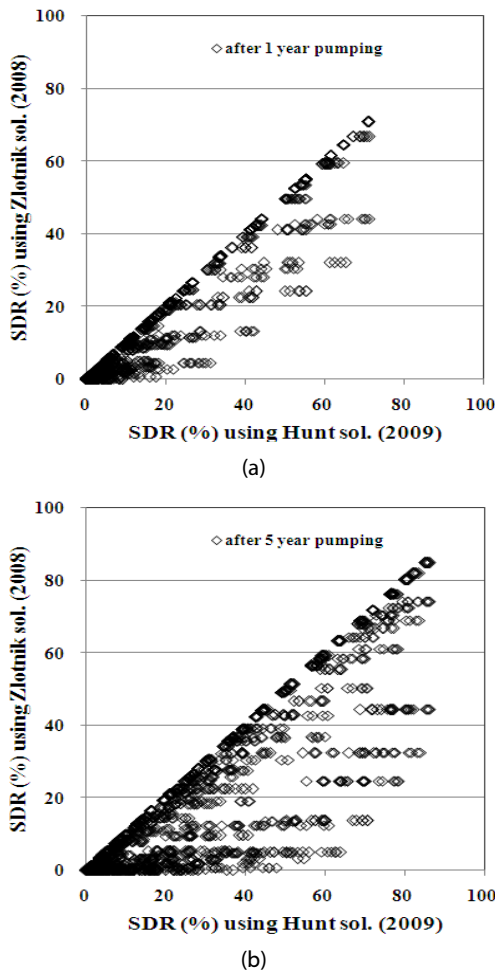 100
80
60
40
20
0
SDR (%) using Zlotnik sol. (2008)
after 1 year pumping
0 20 40 60 80 100
SDR (%) using Hunt sol. (2009)
(a)
100
80
60
40
20
0
SDR (%) using Zlotnik sol. (2008)
after 5 year pumping
0 20 40 60 80 100
SDR (%) using Hunt sol. (2009)
(b)